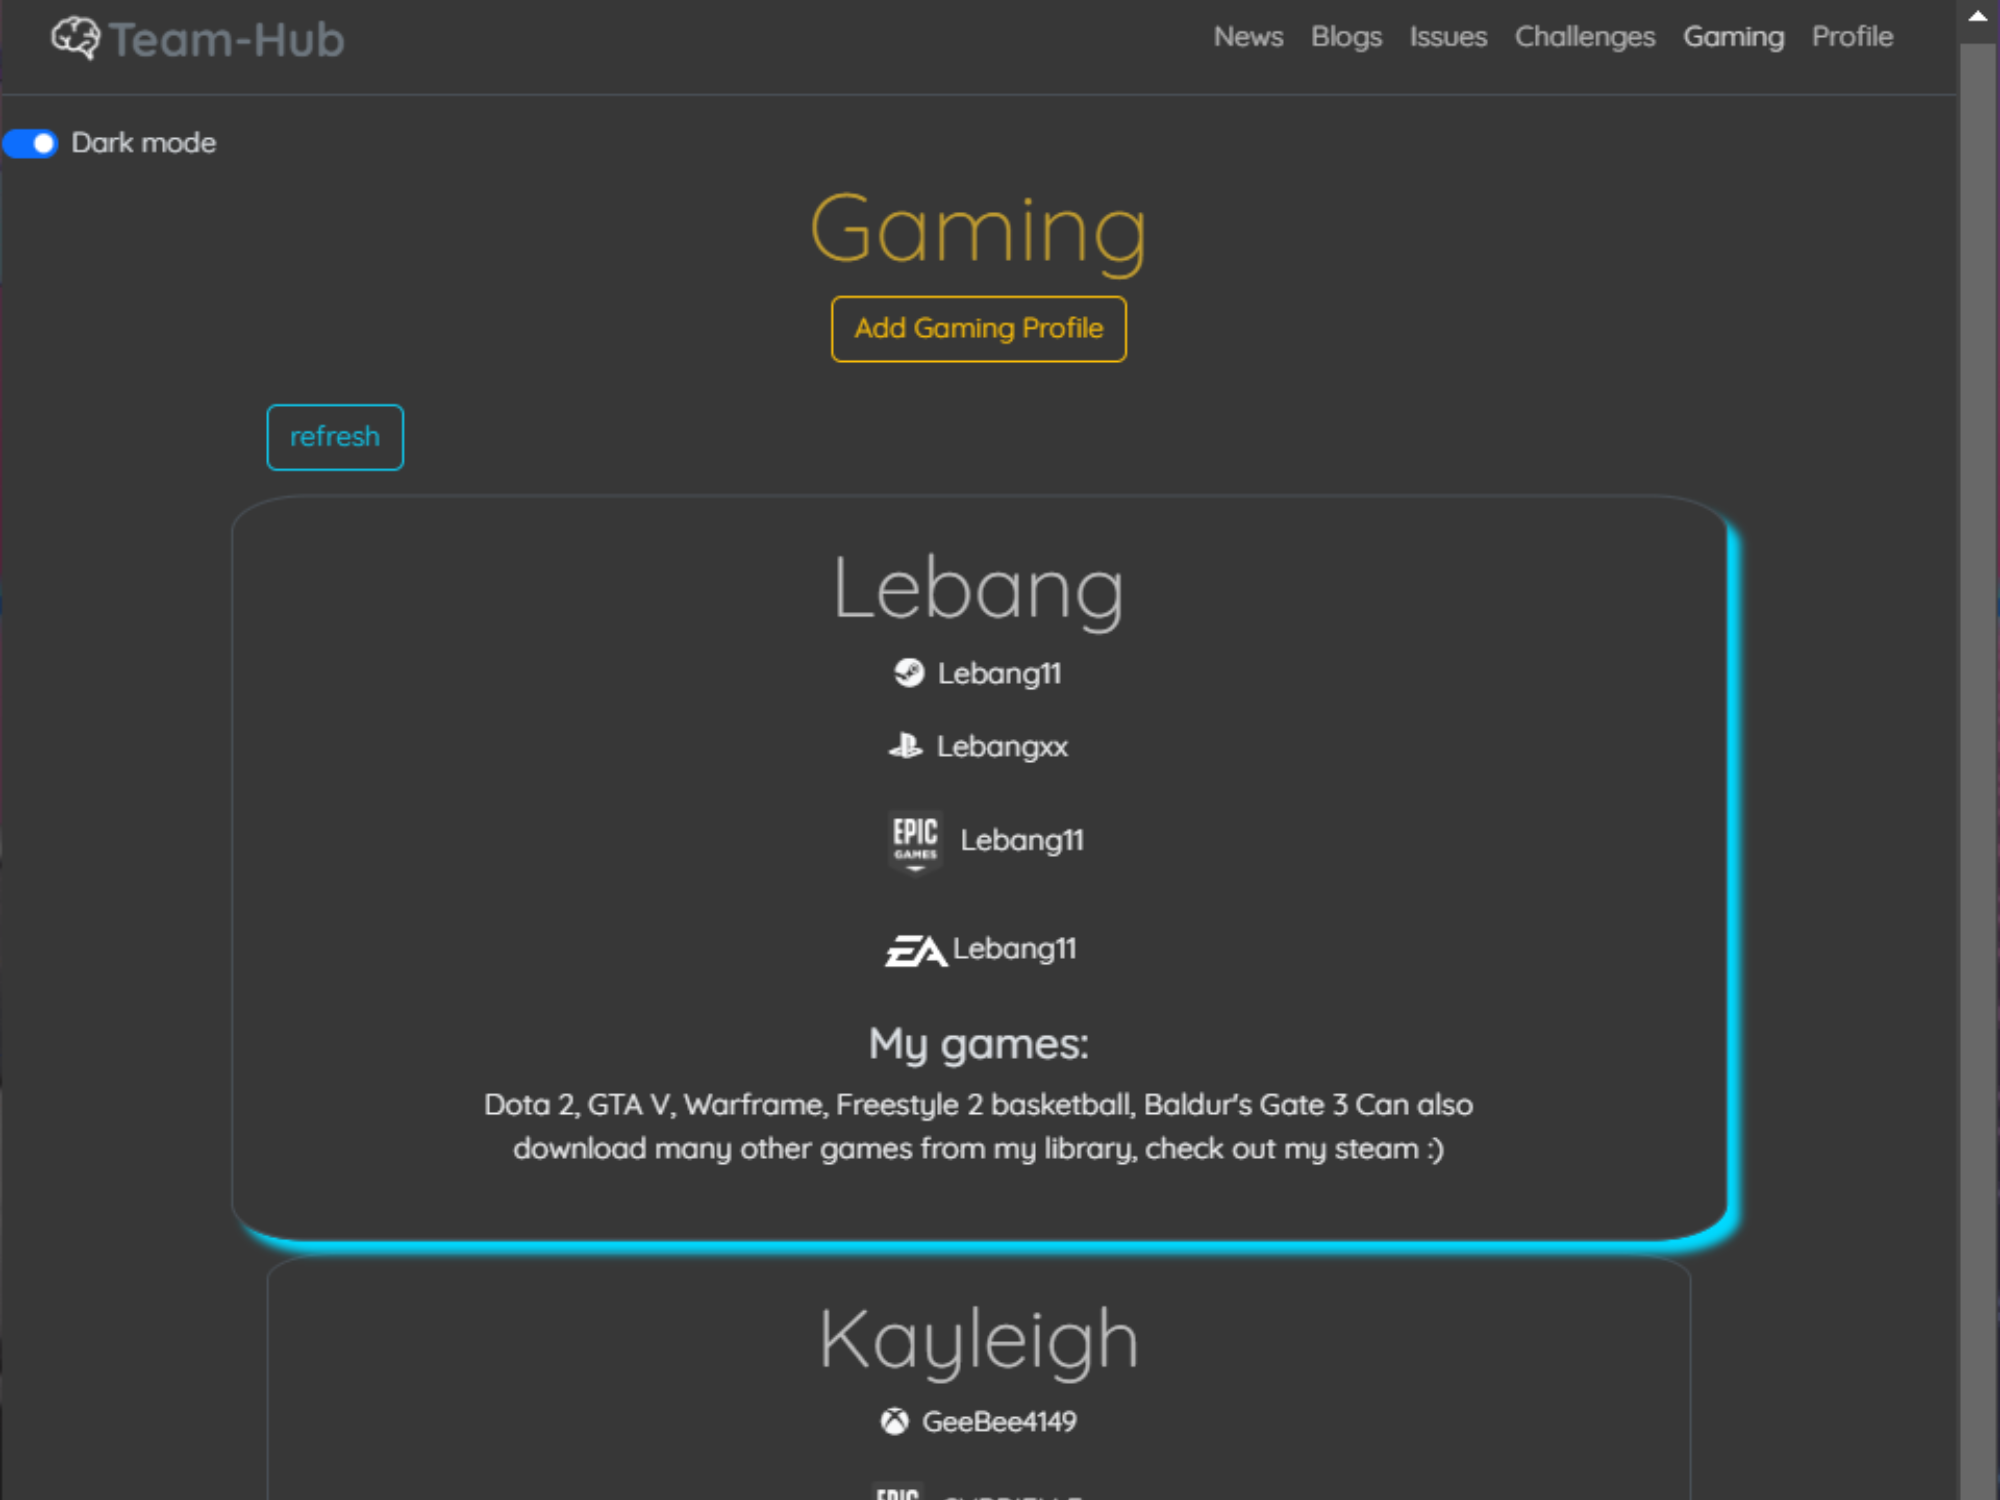 Team-Hub
News Blogs Issues Challenges Gaming Profile
Dark mode
Gaming
Add Gaming Profile
refresh
Lebang
Lebang11
Lebangxx
EPIC
GAMES
Lebang11
EA Lebang11
My games:
Dota 2, GTA V, Warframe, Freestyle 2 basketball, Baldur's Gate 3 Can also
download many other games from my library, check out my steam :)
Kayleigh
GeeBee4149
EPIC